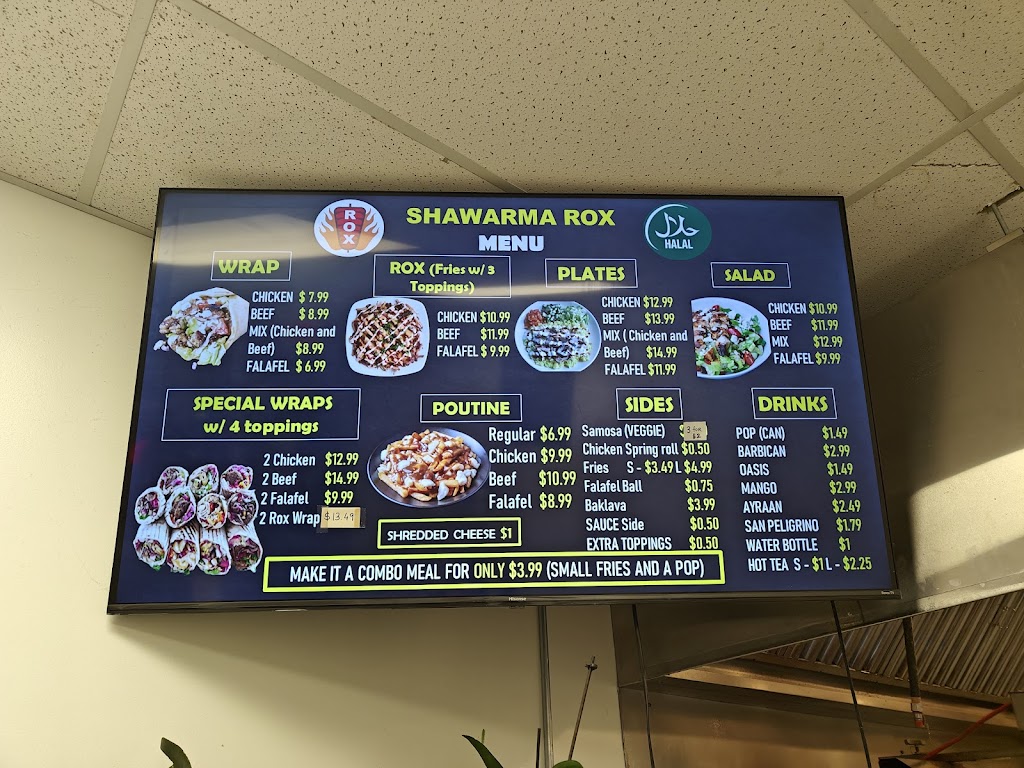 ROX
SHAWARMA ROX
MENU
حلال
HALAL
WRAP
CHICKEN $ 7.99
BEEF $ 8.99
MIX (Chicken and
Beef) $8.99
FALAFEL $ 6.99
ROX (Fries w/ 3
Toppings)
CHICKEN $10.99
BEEF $11.99
FALAFEL $ 9.99
PLATES
CHICKEN $12.99
BEEF $13.99
MIX ( Chicken and
Beef) $14.99
FALAFEL $11.99
SALAD
CHICKEN $10.99
BEEF $11.99
MIX $12.99
FALAFEL $9.99
SPECIAL WRAPS
w/ 4 toppings
2 Chicken $12.99
2 Beef $14.99
2 Falafel $9.99
2 Rox Wrap $13.49
POUTINE
Regular $6.99
Chicken $9.99
Beef $10.99
Falafel $8.99
SHREDDED CHEESE $1
SIDES
Samosa (VEGGIE) $ 3 for $2
Chicken Spring roll $0.50
Fries S - $3.49 L $4.99
Falafel Ball $0.75
Baklava $3.99
SAUCE Side $0.50
EXTRA TOPPINGS $0.50
DRINKS
POP (CAN) $1.49
BARBICAN $2.99
OASIS $1.49
MANGO $2.99
AYRAAN $2.49
SAN PELIGRINO $1.79
WATER BOTTLE $1
HOT TEA S - $1 L - $2.25
MAKE IT A COMBO MEAL FOR ONLY $3.99 (SMALL FRIES AND A POP)
Hisense
Roku TV